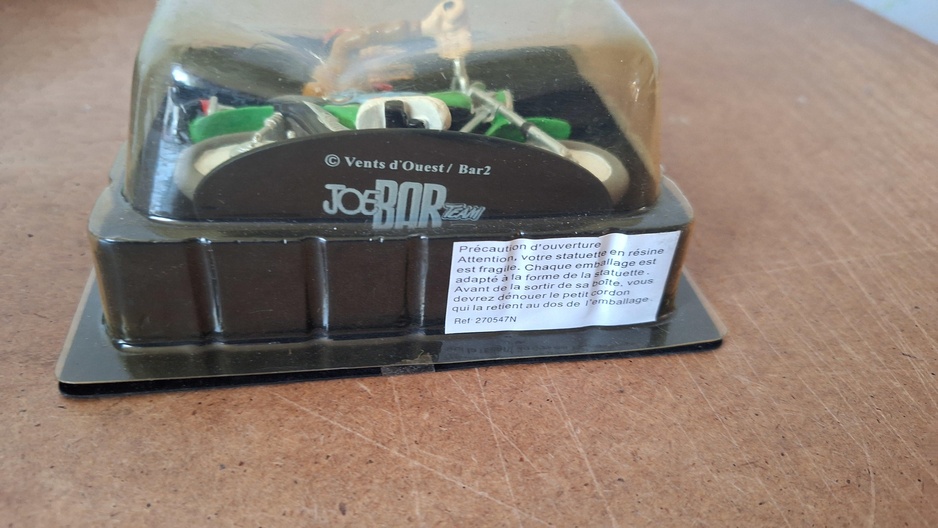 © Vents d'Ouest / Bar2
JOE BAR TEAM
Précaution d'ouverture
Attention, votre statuette en résine
est fragile. Chaque emballage est
adapté à la forme de la statuette.
Avant de la sortir de sa boîte, vous
devrez dénouer le petit cordon
qui la retient au dos de l'emballage
Ref: 270547N